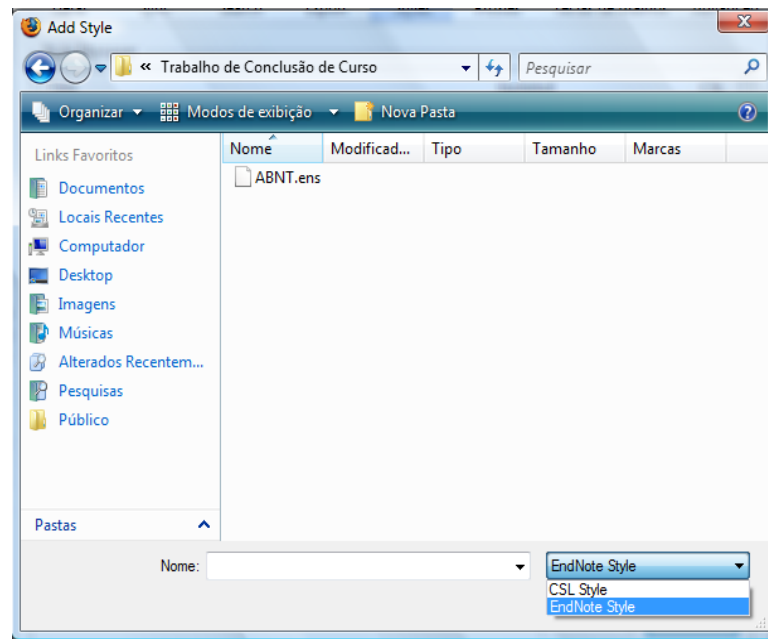 Add Style
« Trabalho de Conclusão de Curso
Pesquisar
Organizar Modos de exibição Nova Pasta
Links Favoritos
Documentos
Locais Recentes
Computador
Desktop
Imagens
Músicas
Alterados Recentem...
Pesquisas
Público
Pastas
Nome Modificad... Tipo Tamanho Marcas
ABNT.ens
Nome:
EndNote Style
CSL Style
EndNote Style